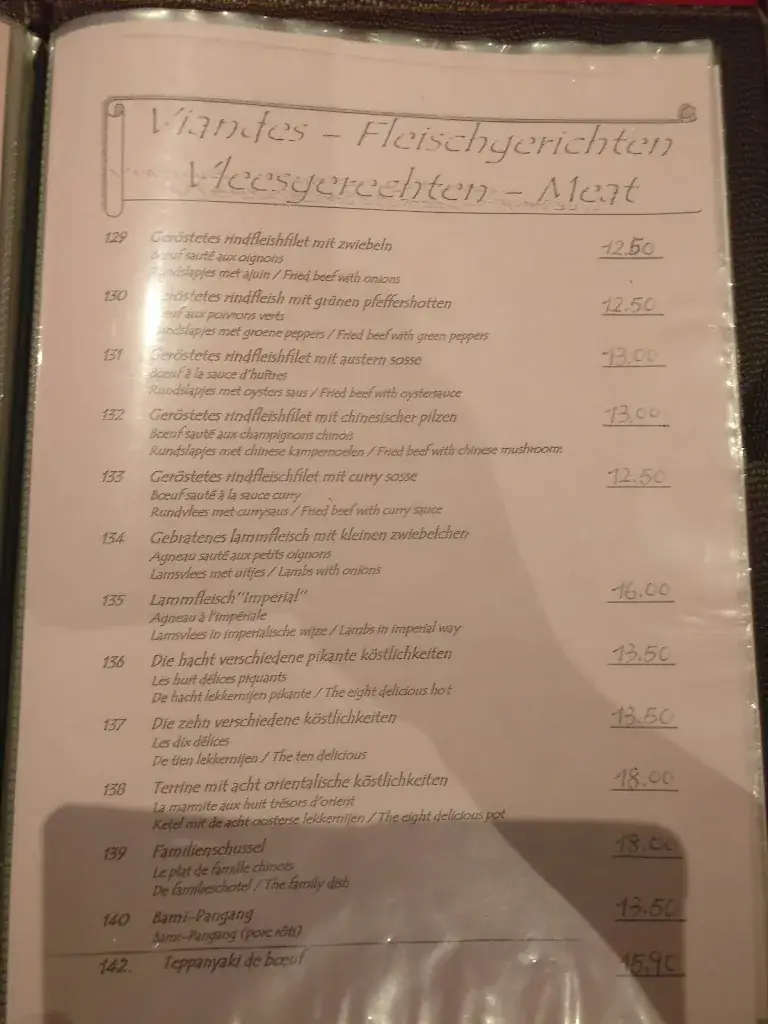 Viandes - Fleischgerichten
Vleesgerechten - Meat
129 Geröstetes rindfleishfilet mit zwiebeln 12.50
Bœuf sauté aux oignons
Rundslapjes met ajuin / Fried beef with onions
130 Geröstetes rindfleish mit grünen pfeffershotten 12.50
Bœuf aux poivrons verts
Rundslapjes met groene peppers / Fried beef with green peppers
131 Geröstetes rindfleishfilet mit austern sosse 13.00
Bœuf à la sauce d'huîtres
Rundslapjes met oysters saus / Fried beef with oystersauce
132 Geröstetes rindfleishfilet mit chinesischer pilzen 13.00
Bœuf sauté aux champignons chinois
Rundslapjes met chinese kampernoelen / Fried beef with chinese mushroom
133 Geröstetes rindfleischfilet mit curry sosse 12.50
Bœuf sauté à la sauce curry
Rundvlees met currysaus / Fried beef with curry sauce
134 Gebratenes lammfleisch mit kleinen zwiebelchen
Agneau sauté aux petits oignons
Lamsvlees met uitjes / Lambs with onions
135 Lammfleisch "Imperial" 16.00
Agneau à l'impériale
Lamsvlees in imperialische wijze / Lambs in imperial way
136 Die hacht verschiedene pikante köstlichkeiten 13.50
Les huit délices piquants
De hacht lekkernijen pikante / The eight delicious hot
137 Die zehn verschiedene köstlichkeiten 13.50
Les dix délices
De tien lekkernijen / The ten delicious
138 Terrine mit acht orientalische köstlichkeiten 18.00
La marmite aux huit trésors d'orient
Ketel mit de acht oosterse lekkernijen / The eight delicious pot
139 Familienschüssel 18.00
Le plat de famille chinois
De familieschotel / The family dish
140 Bami-Pangang 13.50
Bami-Pangang (porc rôti)
142. Teppanyaki de bœuf 15.90